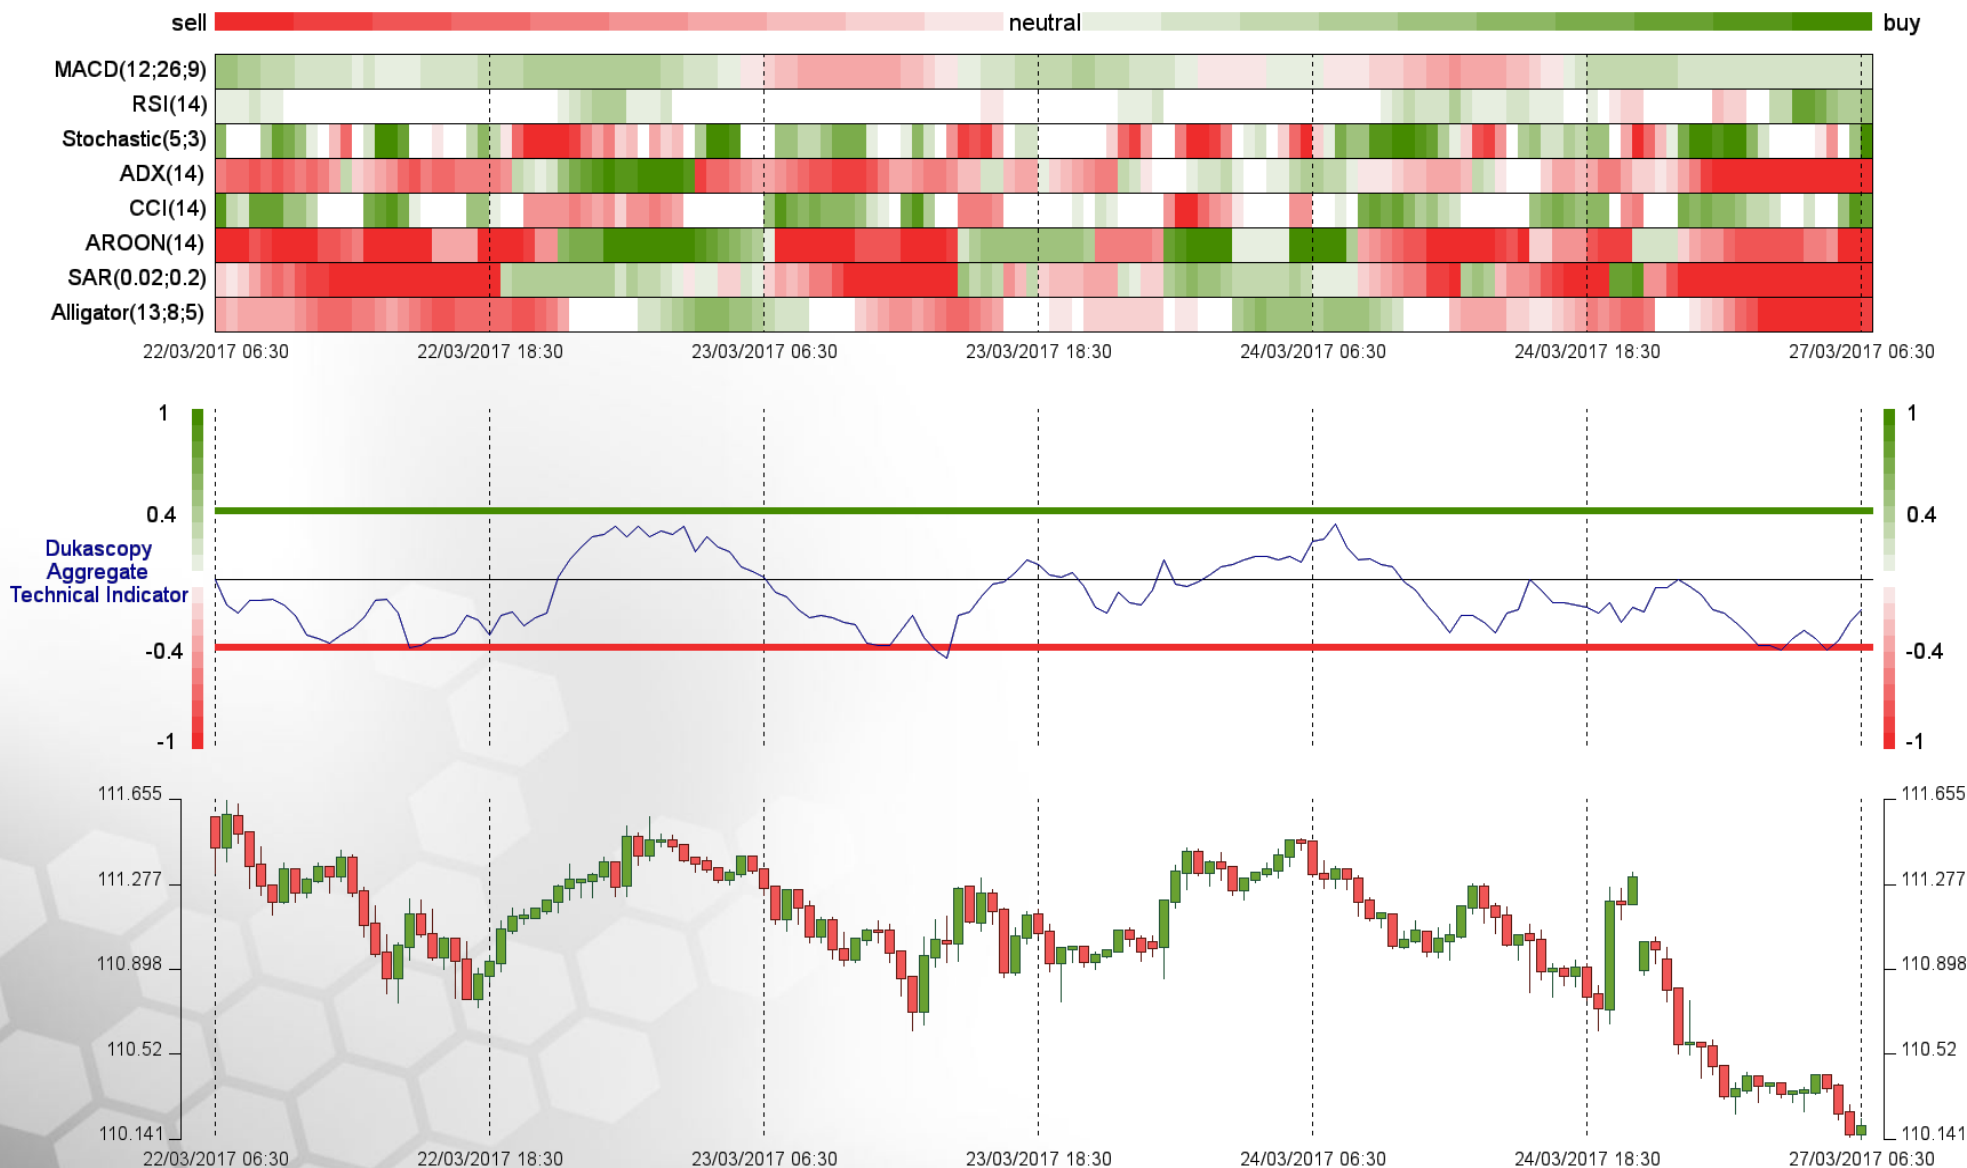 sell neutral buy
MACD(12;26;9)
RSI(14)
Stochastic(5;3)
ADX(14)
CCI(14)
AROON(14)
SAR(0.02;0.2)
Alligator(13;8;5)
22/03/2017 06:30 22/03/2017 18:30 23/03/2017 06:30 23/03/2017 18:30 24/03/2017 06:30 24/03/2017 18:30 27/03/2017 06:30
1 1
0.4 0.4
Dukascopy
Aggregate
Technical Indicator
-0.4 -0.4
-1 -1
111.655 111.655
111.277 111.277
110.898 110.898
110.52 110.52
110.141 110.141
22/03/2017 06:30 22/03/2017 18:30 23/03/2017 06:30 23/03/2017 18:30 24/03/2017 06:30 24/03/2017 18:30 27/03/2017 06:30